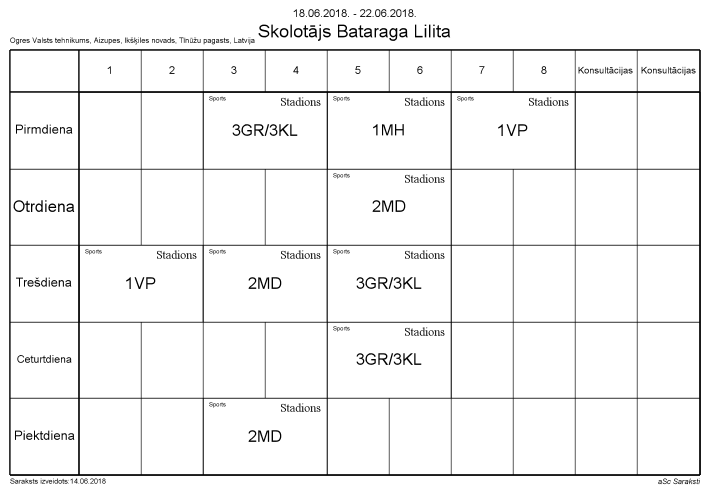 18.06.2018. - 22.06.2018.
Ogres Valsts tehnikums, Aizupes, Ikšķiles novads, Tīnūžu pagasts, Latvija Skolotājs Bataraga Lilita
1 2 3 4 5 6 7 8 Konsultācijas Konsultācijas
Sports Stadions Sports Stadions Sports Stadions
Pirmdiena 3GR/3KL 1MH 1VP
Sports Stadions
Otrdiena 2MD
Sports Stadions Sports Stadions Sports Stadions
Trešdiena 1VP 2MD 3GR/3KL
Sports Stadions
Ceturtdiena 3GR/3KL
Sports Stadions
Piektdiena 2MD
Saraksts izveidots:14.06.2018 aSc Saraksti